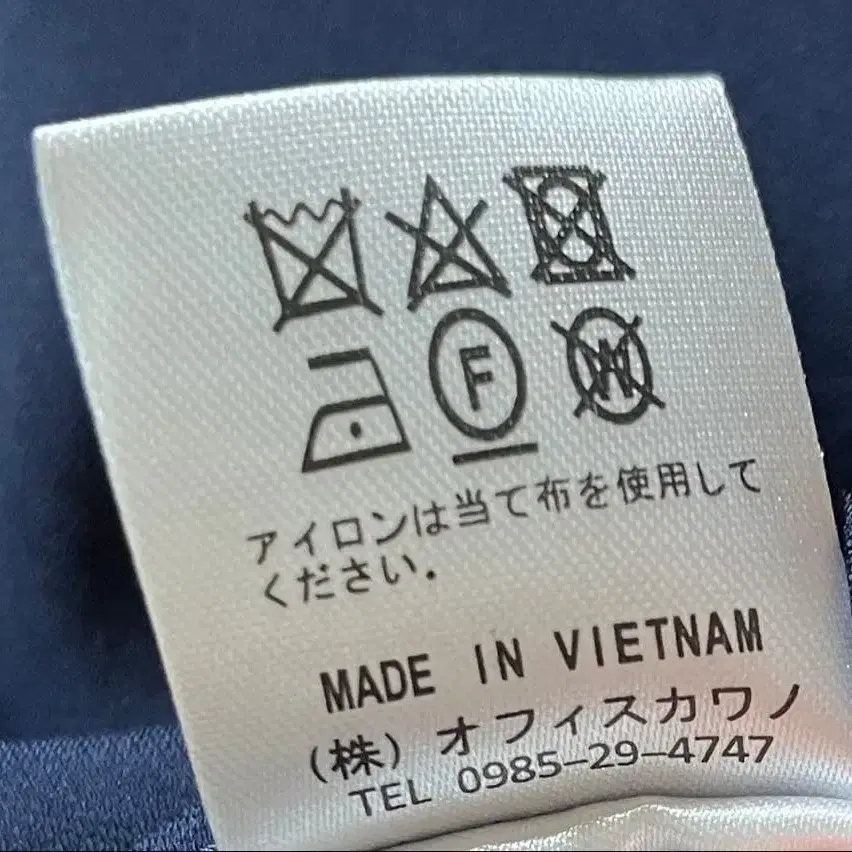 F W
アイロンは当て布を使用して
ください.
MADE IN VIETNAM
(株) オフィスカワノ
TEL 0985-29-4747